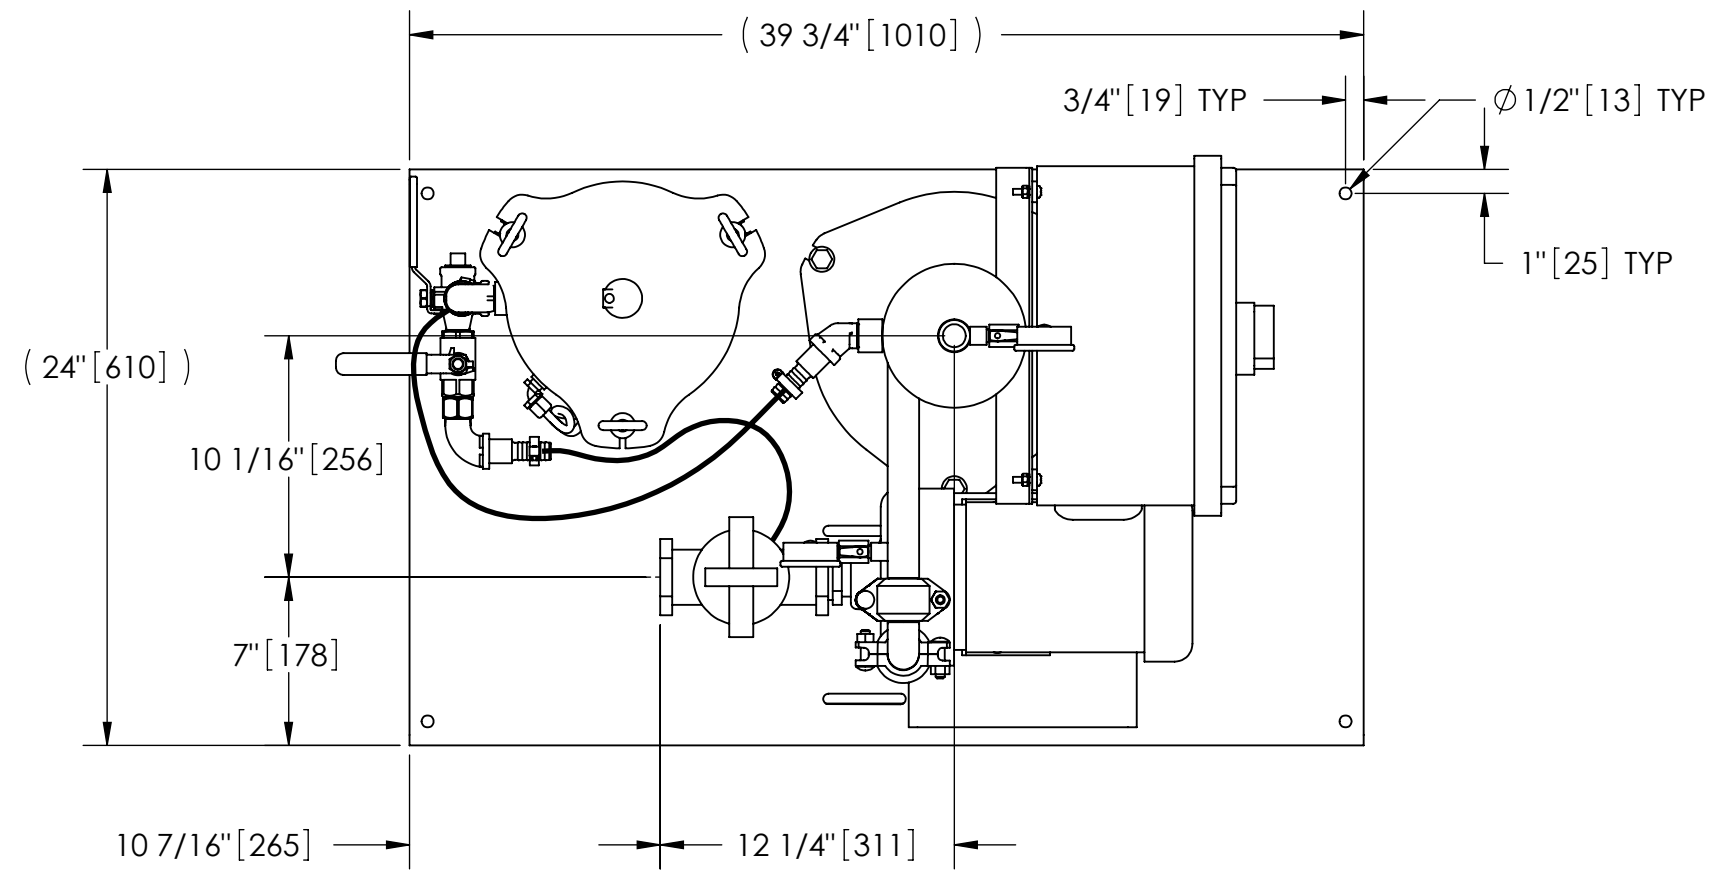 ( 39 3/4" [1010] )
3/4" [19] TYP
∅ 1/2" [13] TYP
1" [25] TYP
( 24" [610] )
10 1/16" [256]
7" [178]
10 7/16" [265]
12 1/4" [311]